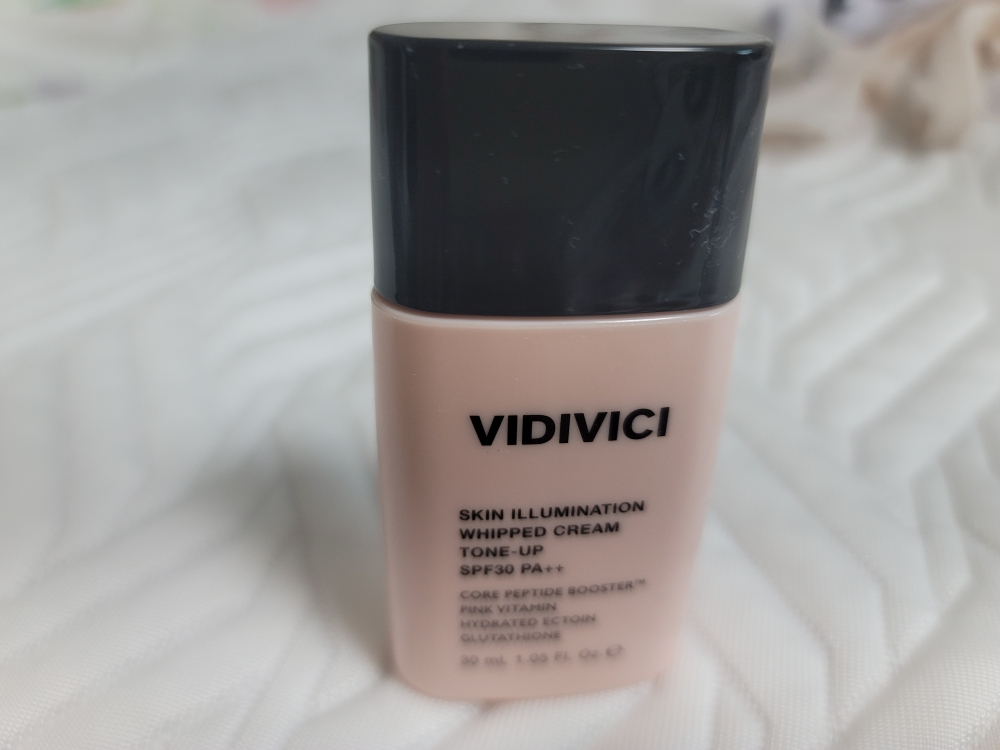 VIDIVICI
SKIN ILLUMINATION
WHIPPED CREAM
TONE-UP
SPF30 PA++
CORE PEPTIDE BOOSTER™
PINK VITAMIN
HYDRATED ECTOIN
GLUTATHIONE
30 mL 1.05 Fl. Oz. ℮